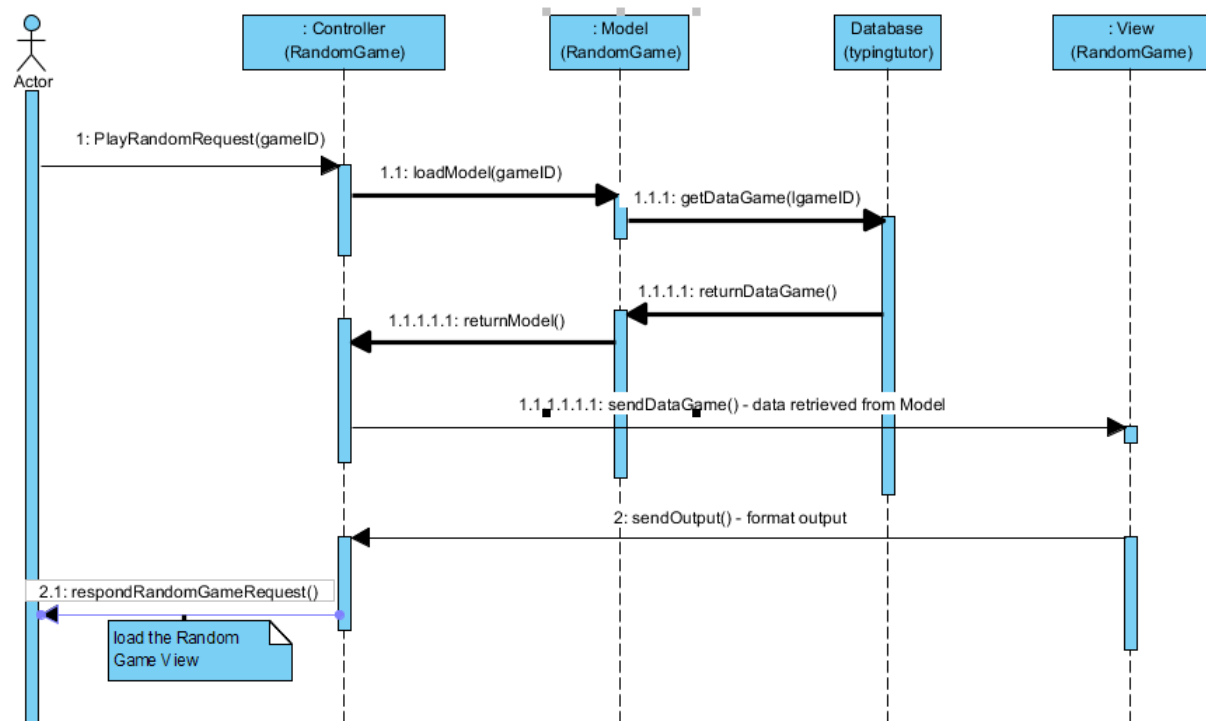 : Controller
(RandomGame)
: Model
(RandomGame)
Database
(typingtutor)
: View
(RandomGame)
Actor
1: PlayRandomRequest(gameID)
1.1: loadModel(gameID)
1.1.1: getDataGame(IgameID)
1.1.1.1: returnDataGame()
1.1.1.1.1: returnModel()
1.1.1.1.1.1: sendDataGame() - data retrieved from Model
2: sendOutput() - format output
2.1: respondRandomGameRequest()
load the Random
Game View